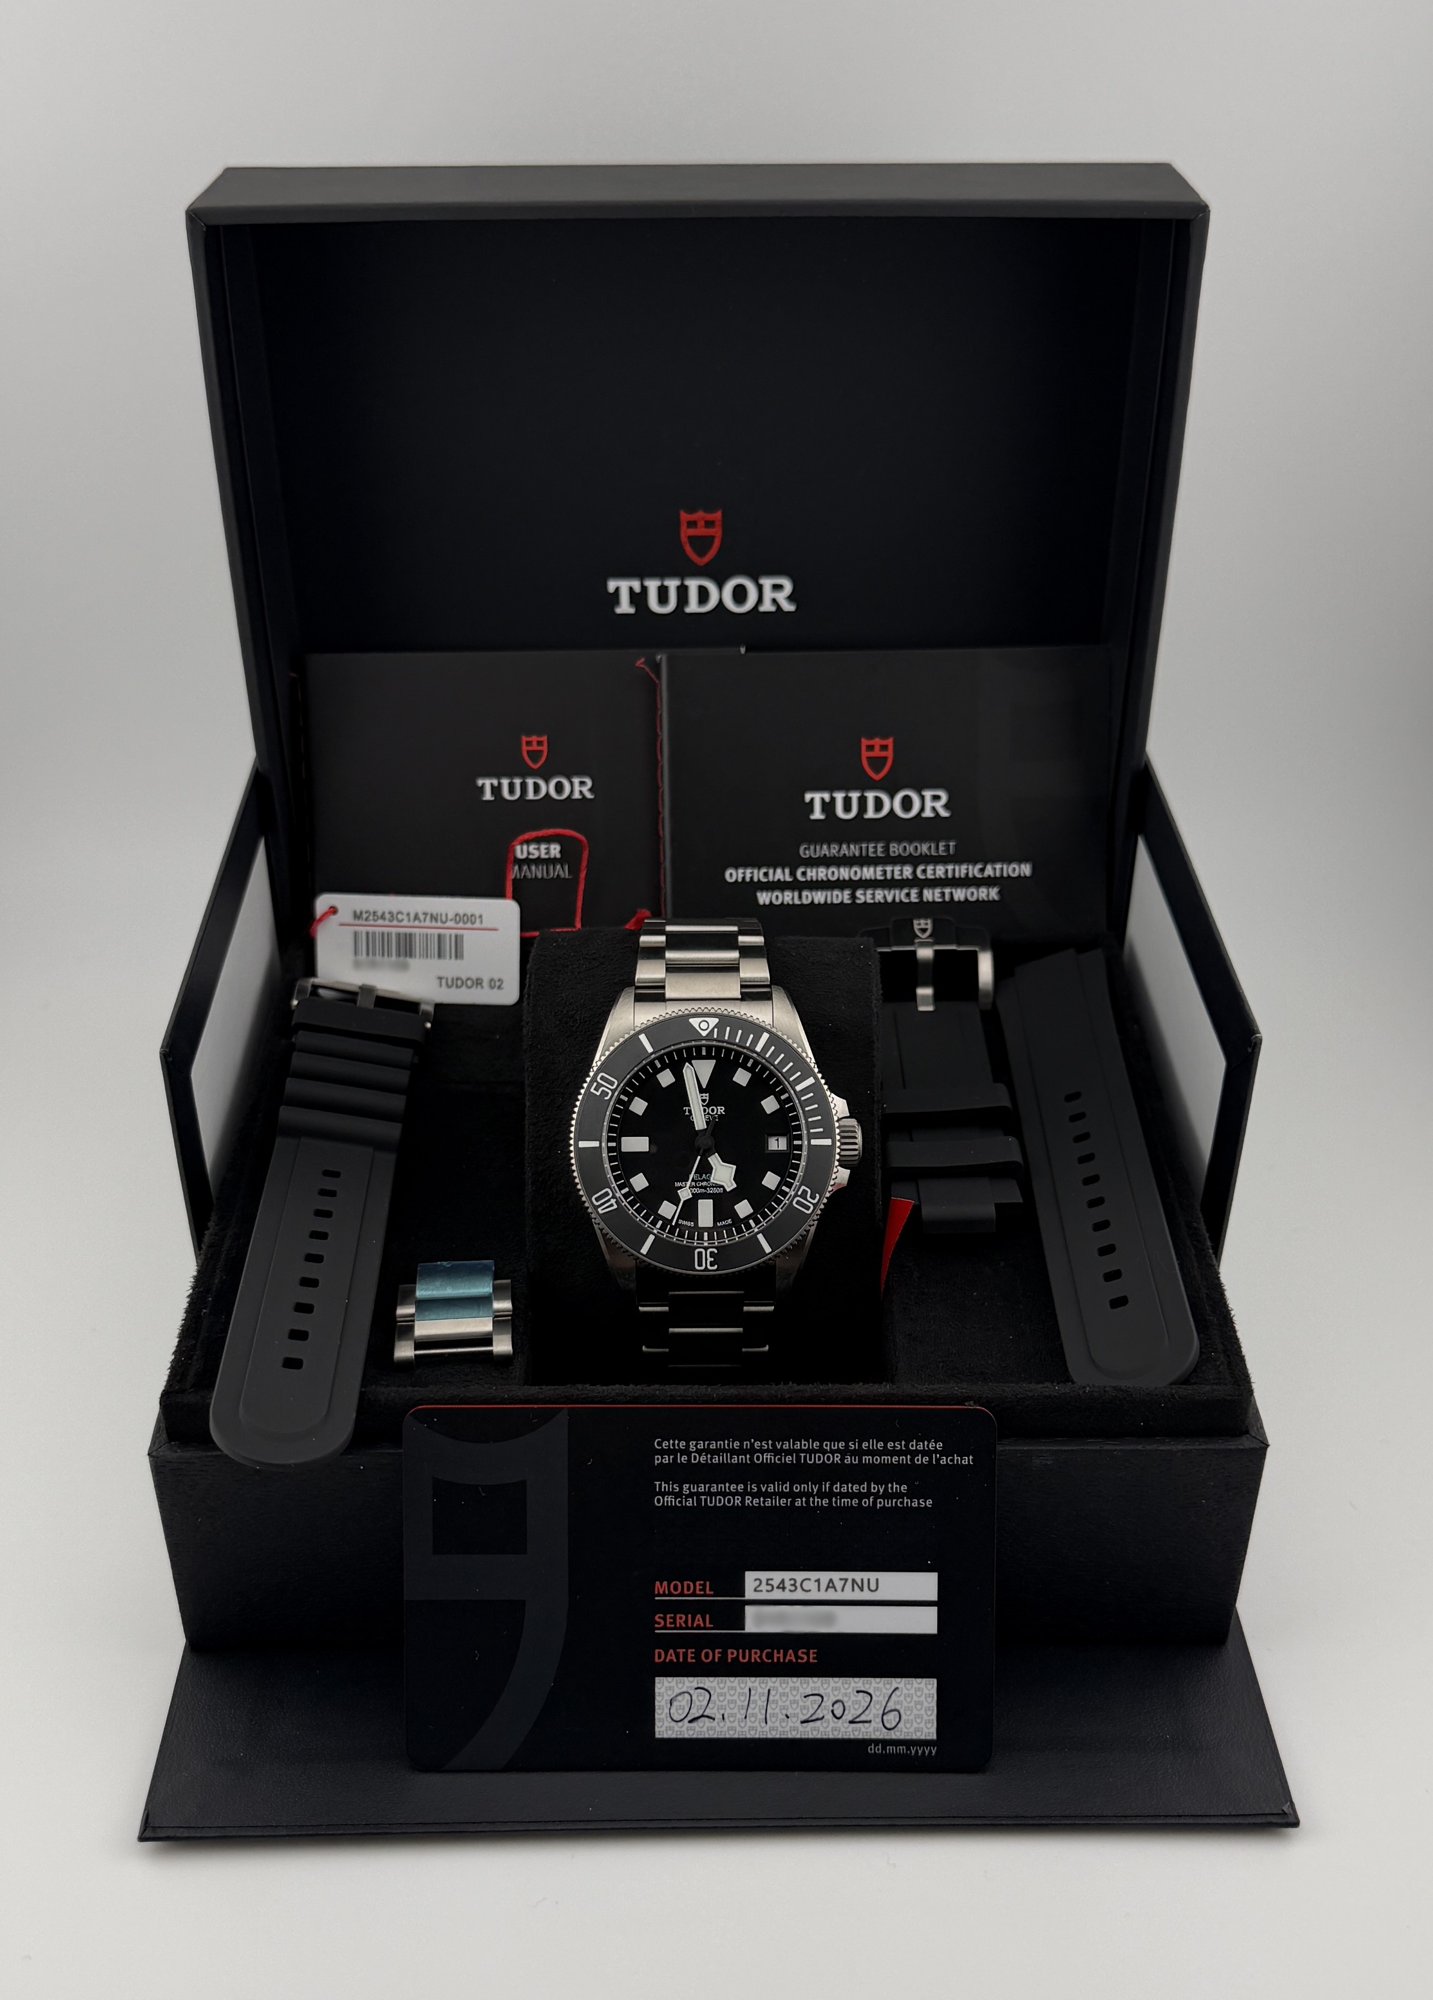 TUDOR
TUDOR
USER
MANUAL
TUDOR
GUARANTEE BOOKLET
OFFICIAL CHRONOMETER CERTIFICATION
WORLDWIDE SERVICE NETWORK
M2543C1A7NU-0001
TUDOR 02
50
40
30
20
TUDOR
1
SWISS MADE
Cette garantie n'est valable que si elle est datée
par le Détaillant Officiel TUDOR au moment de l'achat
This guarantee is valid only if dated by the
Official TUDOR Retailer at the time of purchase
MODEL 2543C1A7NU
SERIAL
DATE OF PURCHASE
02.11.2026
dd.mm.yyyy